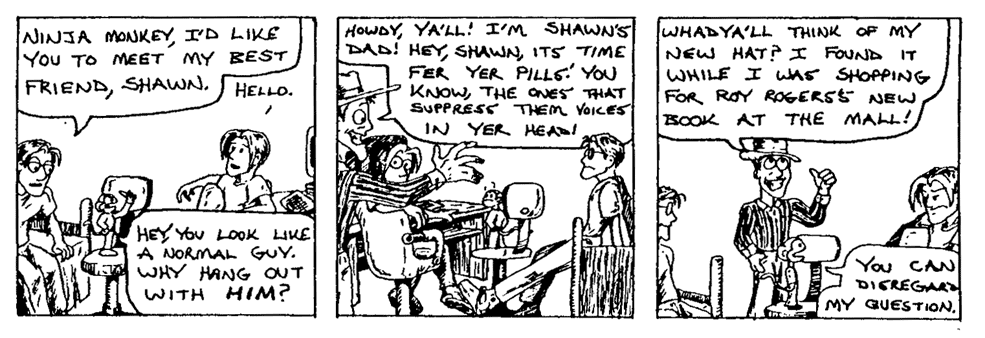 NINJA MONKEY, I'D LIKE
YOU TO MEET MY BEST
FRIEND, SHAWN.
HELLO.
HEY, YOU LOOK LIKE
A NORMAL GUY.
WHY HANG OUT
WITH HIM?
HOWDY, YA'LL! I'M SHAWN'S
DAD! HEY, SHAWN, ITS TIME
FER YER PILLS! YOU
KNOW, THE ONES THAT
SUPPRESS THEM VOICES
IN YER HEAD!
WHADYA'LL THINK OF MY
NEW HAT? I FOUND IT
WHILE I WAS SHOPPING
FOR ROY ROGERS'S NEW
BOOK AT THE MALL!
YOU CAN
DISREGARD
MY QUESTION.